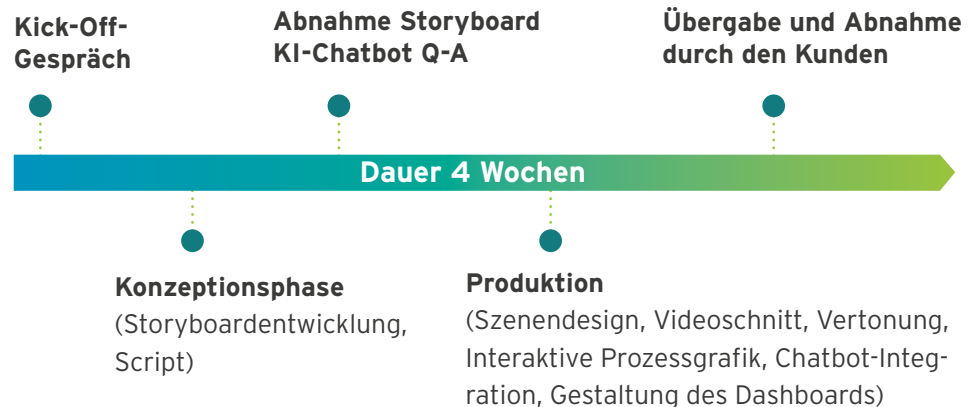 Kick-Off-
Gespräch
Abnahme Storyboard
KI-Chatbot Q-A
Übergabe und Abnahme
durch den Kunden
Dauer 4 Wochen
Konzeptionsphase
(Storyboardentwicklung,
Script)
Produktion
(Szenendesign, Videoschnitt, Vertonung,
Interaktive Prozessgrafik, Chatbot-Integ-
ration, Gestaltung des Dashboards)